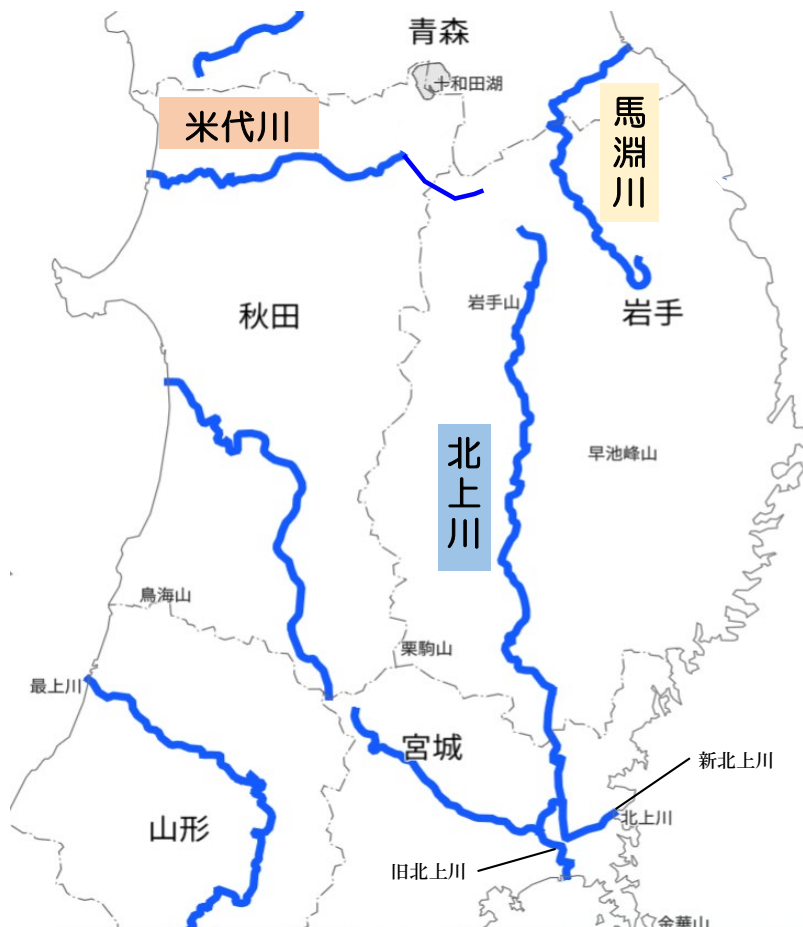 青森
十和田湖
米代川
馬淵川
秋田
岩手山
岩手
北上川
早池峰山
鳥海山
栗駒山
最上川
宮城
新北上川
山形
北上川
旧北上川
金華山